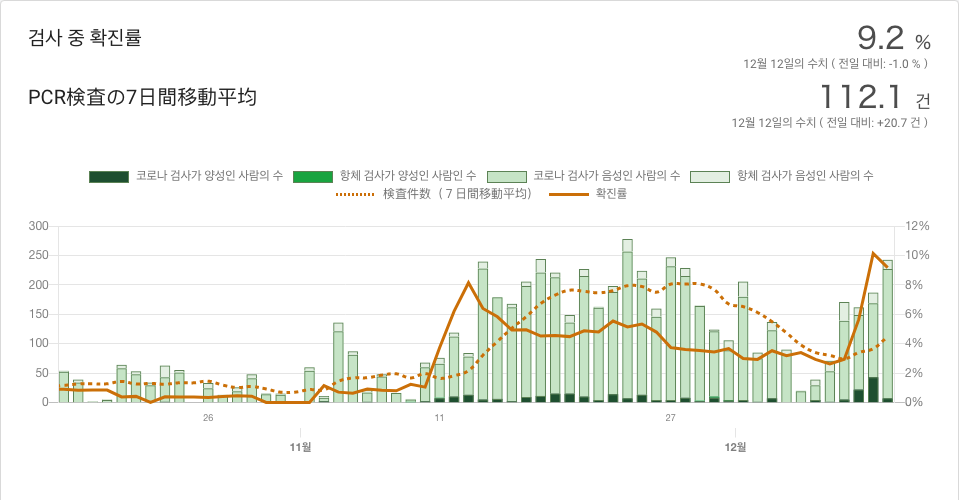 검사 중 확진률
9.2 %
12월 12일의 수치 ( 전일 대비: -1.0 % )
PCR検査の7日間移動平均
112.1 건
12월 12일의 수치 ( 전일 대비: +20.7 건 )
코로나 검사가 양성인 사람의 수 항체 검사가 양성인 사람인 수 코로나 검사가 음성인 사람의 수 항체 검사가 음성인 사람의 수
検査件数（７日間移動平均) 확진률
300 12%
250 10%
200 8%
150 6%
100 4%
50 2%
0 0%
26 11 27
11월 12월